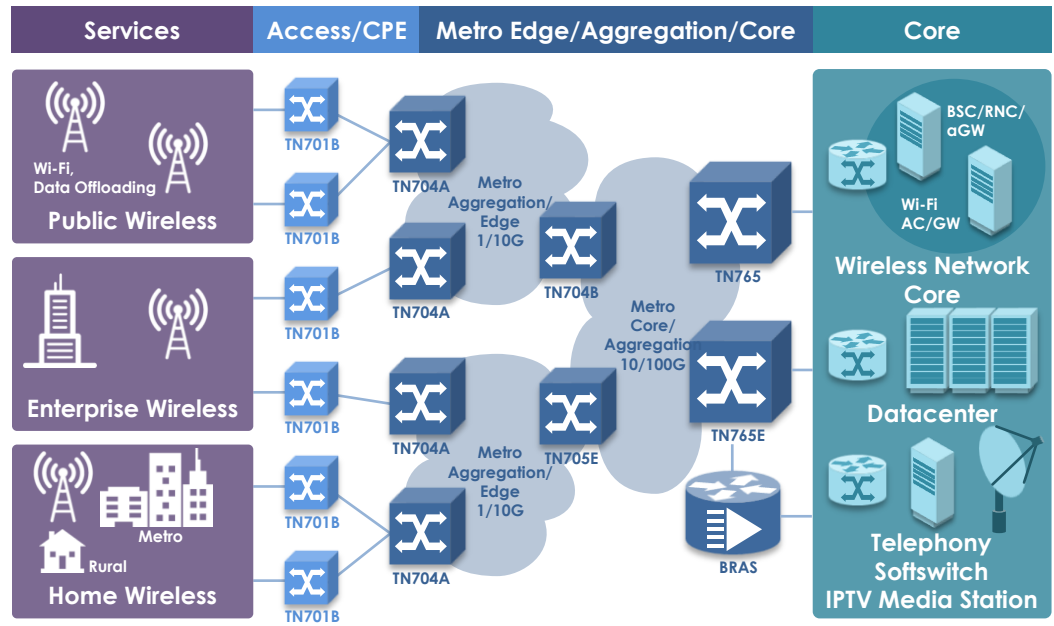 Services
Access/CPE
Metro Edge/Aggregation/Core
Core
Wi-Fi,
Data Offloading
Public Wireless
Enterprise Wireless
Metro
Rural
Home Wireless
TN701B
TN701B
TN701B
TN701B
TN701B
TN701B
TN704A
TN704A
TN704A
TN704A
Metro
Aggregation/
Edge
1/10G
Metro
Aggregation/
Edge
1/10G
TN704B
TN705E
Metro
Core/
Aggregation
10/100G
TN765
TN765E
BRAS
BSC/RNC/
aGW
Wi-Fi
AC/GW
Wireless Network
Core
Datacenter
Telephony
Softswitch
IPTV Media Station